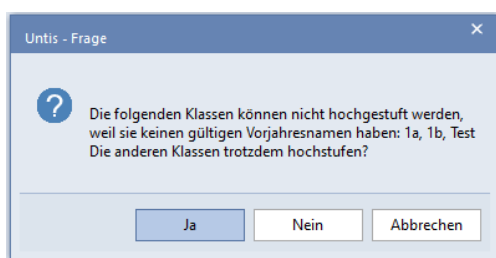 Untis - Frage
Die folgenden Klassen können nicht hochgestuft werden,
weil sie keinen gültigen Vorjahresnamen haben: 1a, 1b, Test
Die anderen Klassen trotzdem hochstufen?
Ja
Nein
Abbrechen